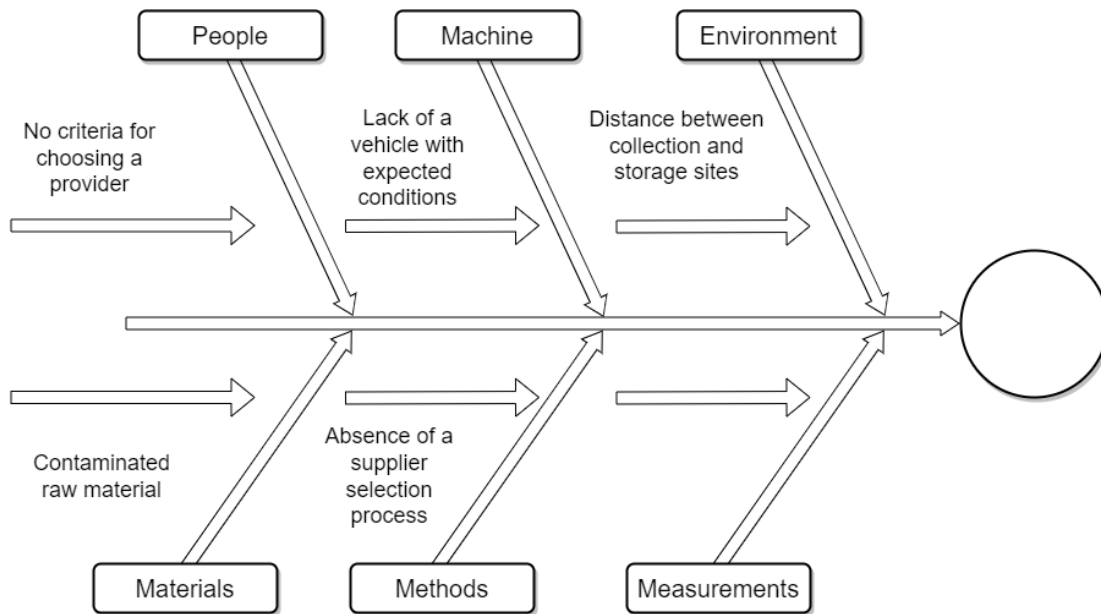 People
Machine
Environment
No criteria for
choosing a
provider
Lack of a
vehicle with
expected
conditions
Distance between
collection and
storage sites
Contaminated
raw material
Absence of a
supplier
selection
process
Materials
Methods
Measurements